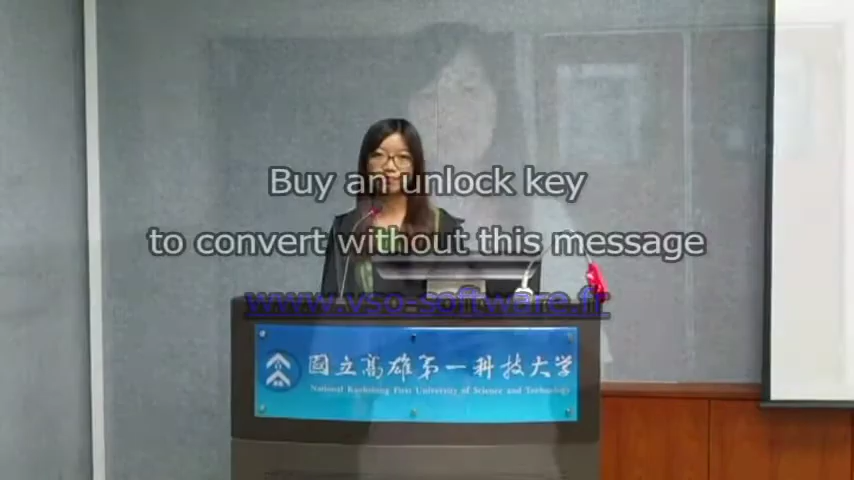 Buy an unlock key
to convert without this message
www.vso-software.fr
國立高雄第一科技大学
National Kaohsiung First University of Science and Technology